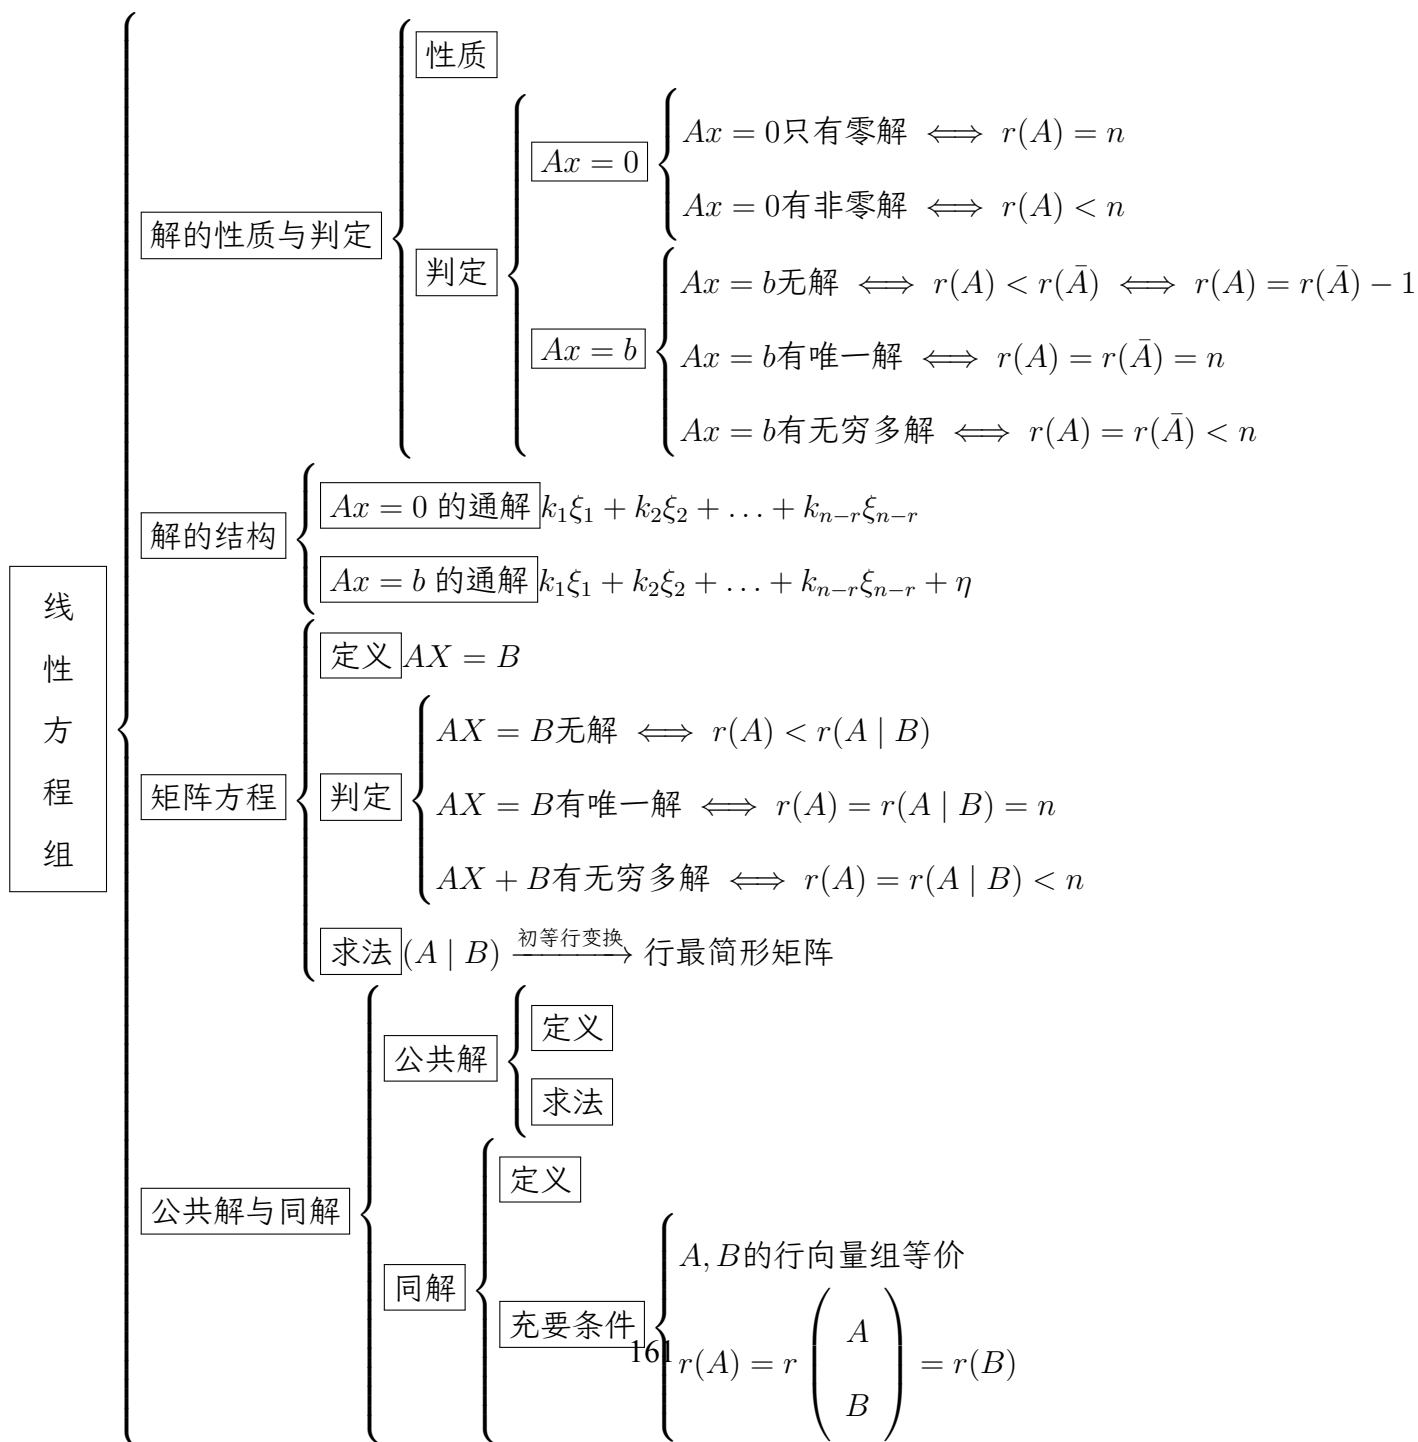 线性方程组
解的性质与判定
性质
判定
Ax = 0
Ax = 0只有零解 ⟺ r(A) = n
Ax = 0有非零解 ⟺ r(A) < n
Ax = b
Ax = b无解 ⟺ r(A) < r(Ā) ⟺ r(A) = r(Ā) − 1
Ax = b有唯一解 ⟺ r(A) = r(Ā) = n
Ax = b有无穷多解 ⟺ r(A) = r(Ā) < n
解的结构
Ax = 0 的通解 k₁ξ₁ + k₂ξ₂ + … + kₙ₋ᵣξₙ₋ᵣ
Ax = b 的通解 k₁ξ₁ + k₂ξ₂ + … + kₙ₋ᵣξₙ₋ᵣ + η
矩阵方程
定义 AX = B
判定
AX = B无解 ⟺ r(A) < r(A | B)
AX = B有唯一解 ⟺ r(A) = r(A | B) = n
AX + B有无穷多解 ⟺ r(A) = r(A | B) < n
求法 (A | B) 初等行变换→ 行最简形矩阵
公共解与同解
公共解
定义
求法
同解
定义
充要条件
A, B的行向量组等价
r(A) = r ( A B ) = r(B)
161